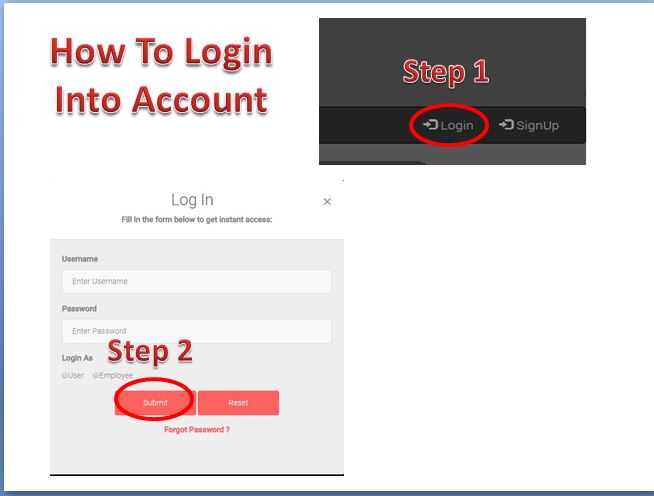 How To Login
Into Account
Step 1
Login SignUp
Log In
×
Fill in the form below to get instant access:
Username
Enter Username
Password
Enter Password
Step 2
Login As
User Employee
Submit Reset
Forgot Password ?